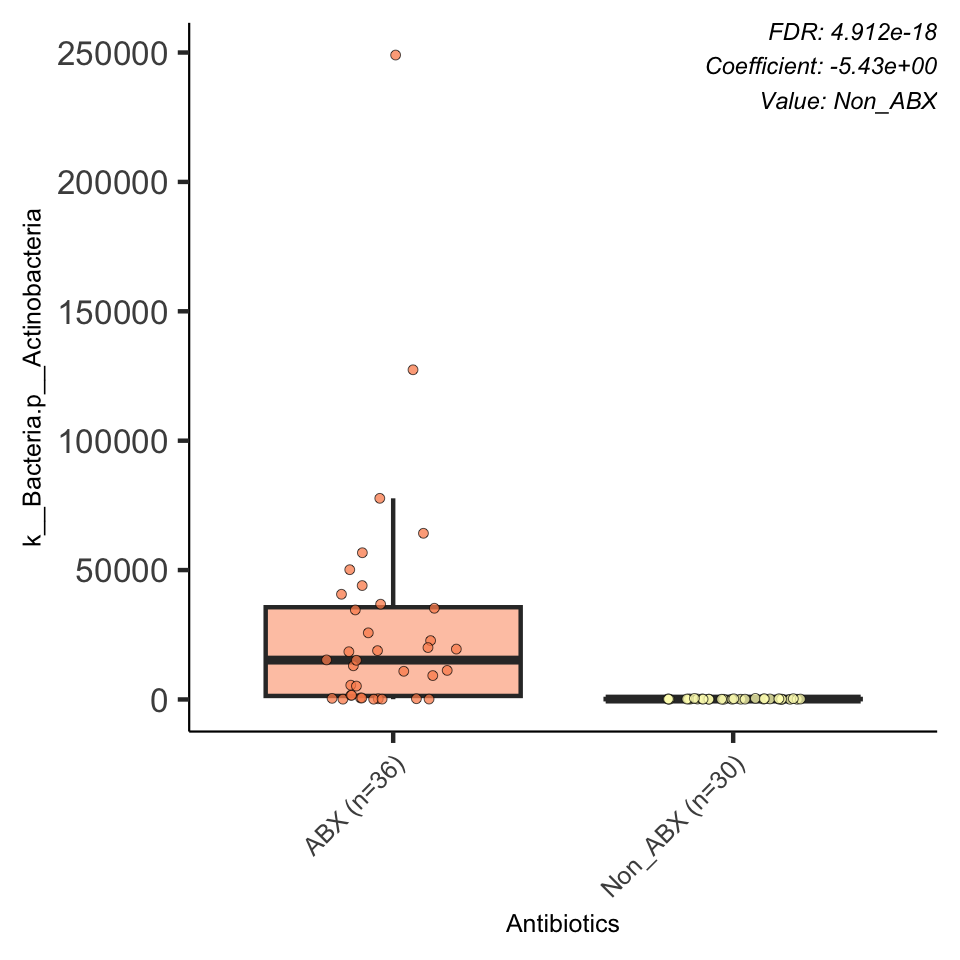 FDR: 4.912e-18
Coefficient: -5.43e+00
Value: Non_ABX
250000
200000
150000
100000
50000
0
k__Bacteria.p__Actinobacteria
ABX (n=36)
Non_ABX (n=30)
Antibiotics